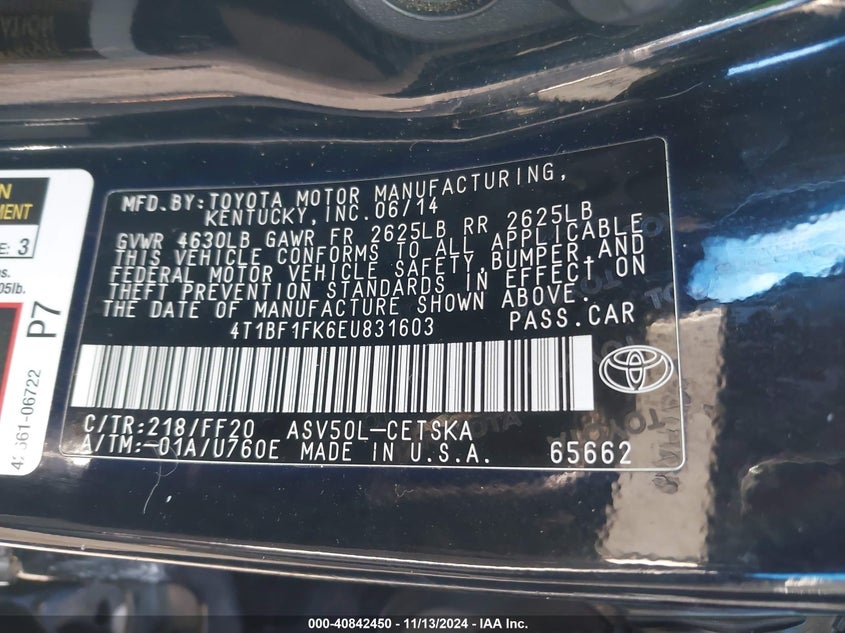 MFD.BY:TOYOTA MOTOR MANUFACTURING,
KENTUCKY,INC.06/14
GVWR 4630LB GAWR FR 2625LB RR 2625LB
THIS VEHICLE CONFORMS TO ALL APPLICABLE
FEDERAL MOTOR VEHICLE SAFETY,BUMPER,AND
THEFT PREVENTION STANDARDS IN EFFECT ON
THE DATE OF MANUFACTURE SHOWN ABOVE.
4T1BF1FK6EU831603 PASS.CAR
C/TR:218/FF20 ASV50L-CETSKA
A/TM:-01A/U760E MADE IN U.S.A. 65662
E: 3
05lb.
P7
TOYOTA
000-40842450 - 11/13/2024 - IAA Inc.